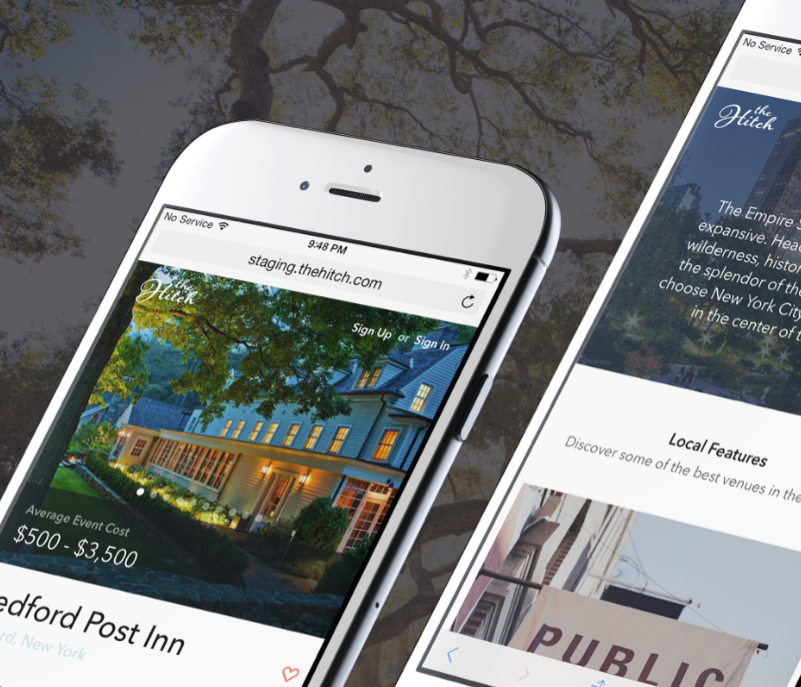 No Service
9:48 PM
staging.thehitch.com
the
Hitch
Sign Up or Sign In
Average Event Cost
$500 - $3,500
edford Post Inn
rd, New York
No Service
the
Hitch
The Empire S
expansive. Head
wilderness, histor
the splendor of the
choose New York City
in the center of t
Local Features
Discover some of the best venues in the
PUBLIC